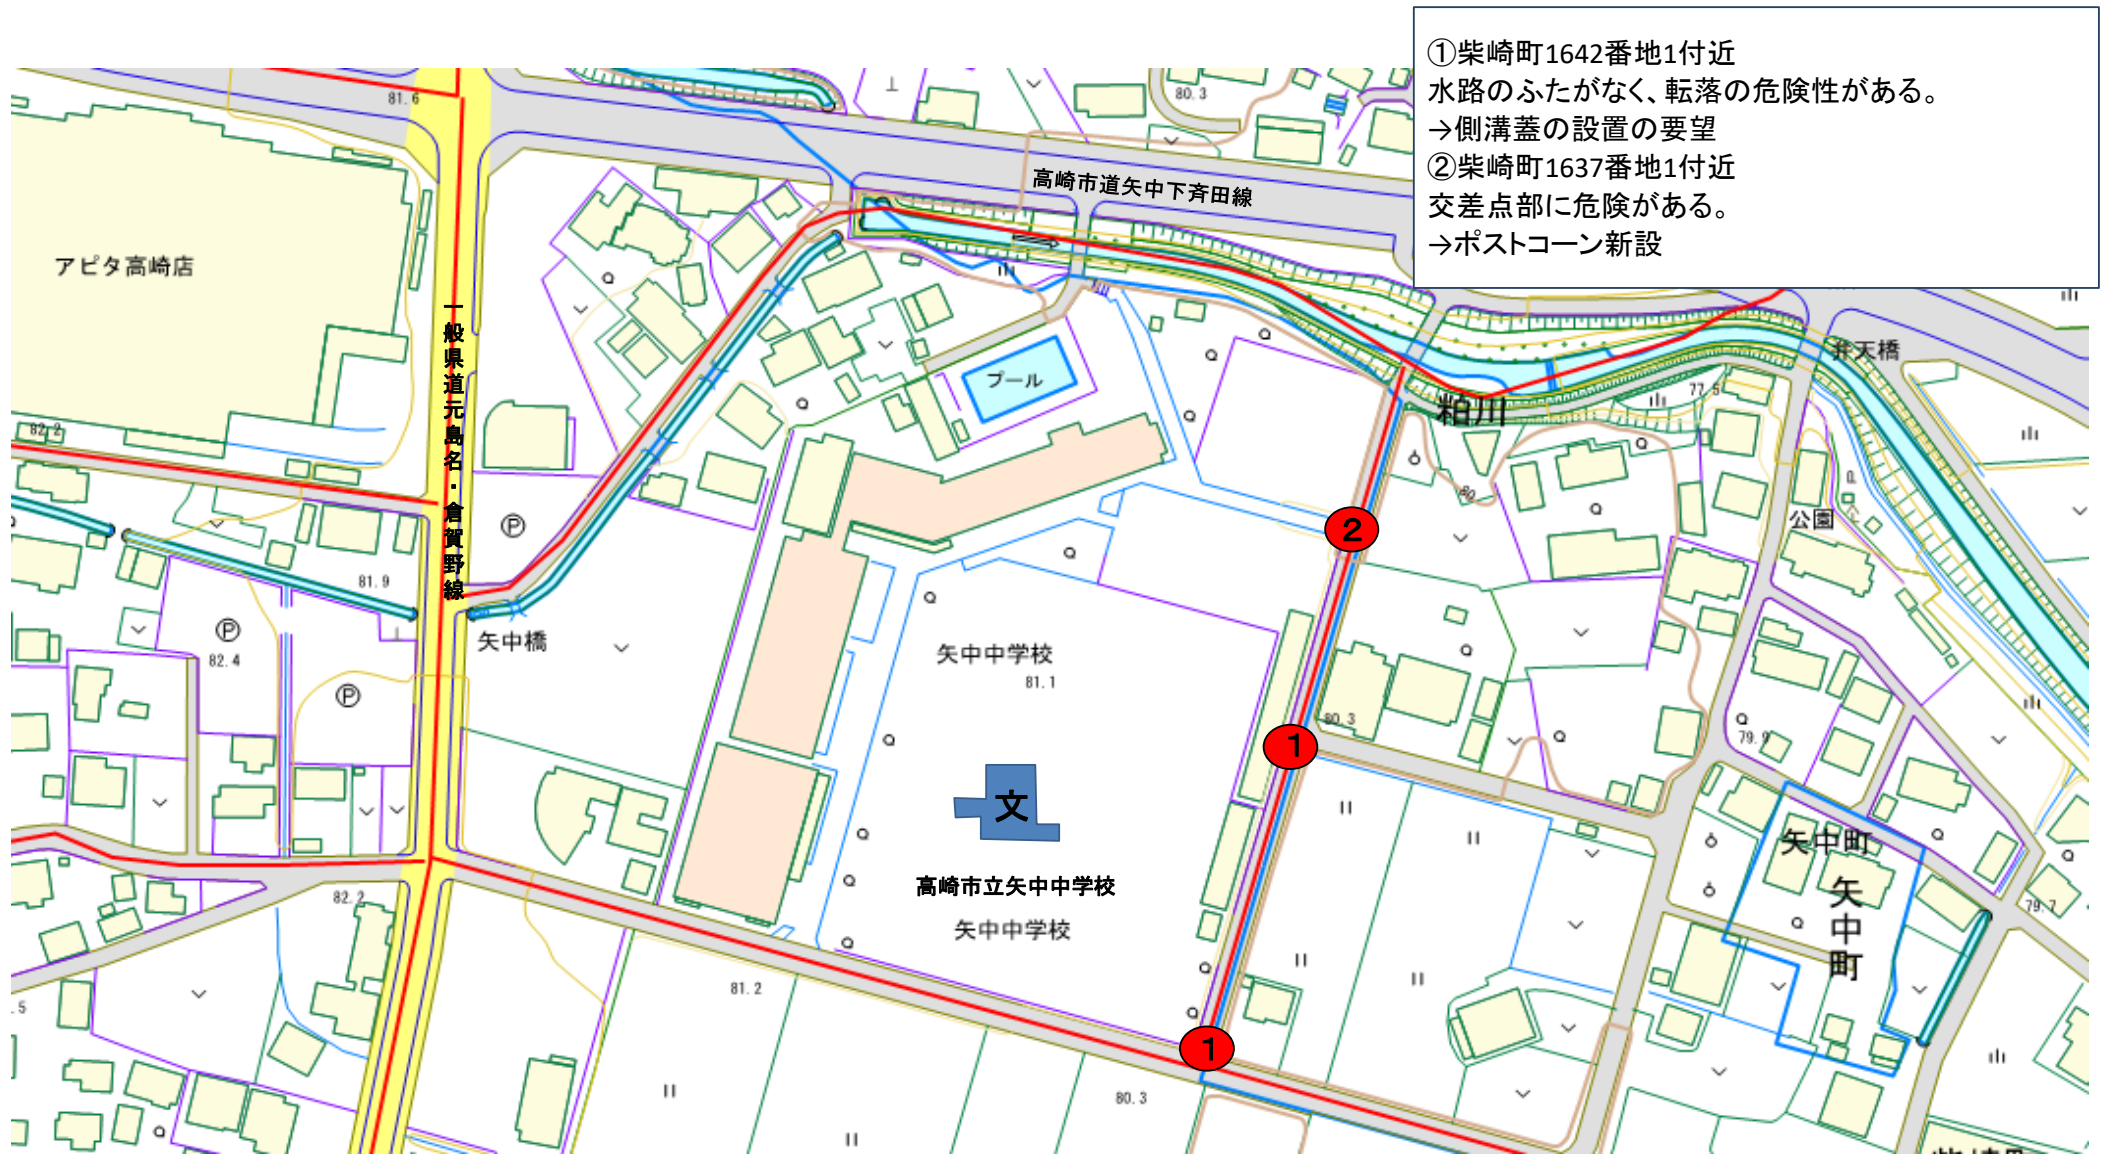 ①柴崎町1642番地1付近
水路のふたがなく、転落の危険性がある。
→側溝蓋の設置の要望
②柴崎町1637番地1付近
交差点部に危険がある。
→ポストコーン新設
81.6
80.3
高崎市道矢中下斉田線
アピタ高崎店
一般県道元島名・倉賀野線
プール
弁天橋
77.5
粕川
82.2
80
公園
2
P
81.9
矢中橋
P
82.4
矢中中学校
81.1
P
80.3
1
79.9
文
矢中町
矢中町
高崎市立矢中中学校
矢中中学校
82.2
79.7
81.2
.5
1
80.3